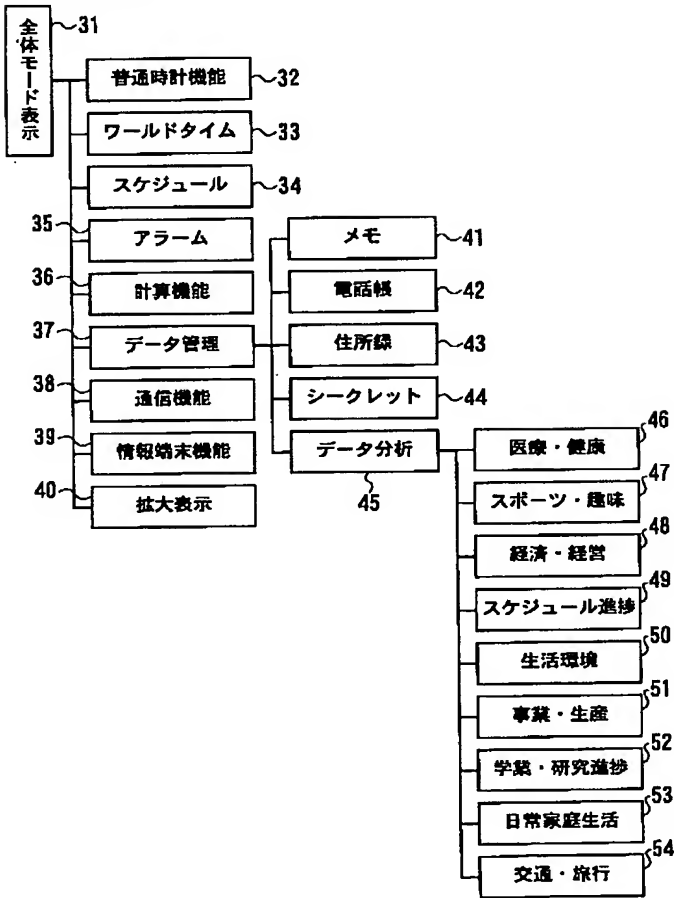 全体モード表示
31
普通時計機能
32
ワールドタイム
33
スケジュール
34
35
アラーム
36
計算機能
37
データ管理
38
通信機能
39
情報端末機能
40
拡大表示
メモ
41
電話帳
42
住所録
43
シークレット
44
データ分析
45
46
医療・健康
47
スポーツ・趣味
48
経済・経営
49
スケジュール進捗
50
生活環境
51
事業・生産
52
学業・研究進捗
53
日常家庭生活
54
交通・旅行